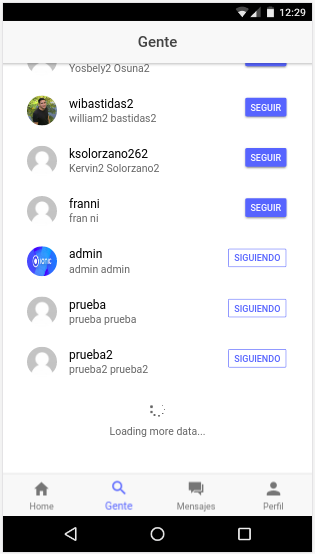 12:29
Gente
Yosbely2 Osuna2
wibastidas2
william2 bastidas2
SEGUIR
ksolorzano262
Kervin2 Solorzano2
SEGUIR
franni
fran ni
SEGUIR
ionic
admin
admin admin
SIGUIENDO
prueba
prueba prueba
SIGUIENDO
prueba2
prueba2 prueba2
SIGUIENDO
Loading more data...
Home
Gente
Mensajes
Perfil